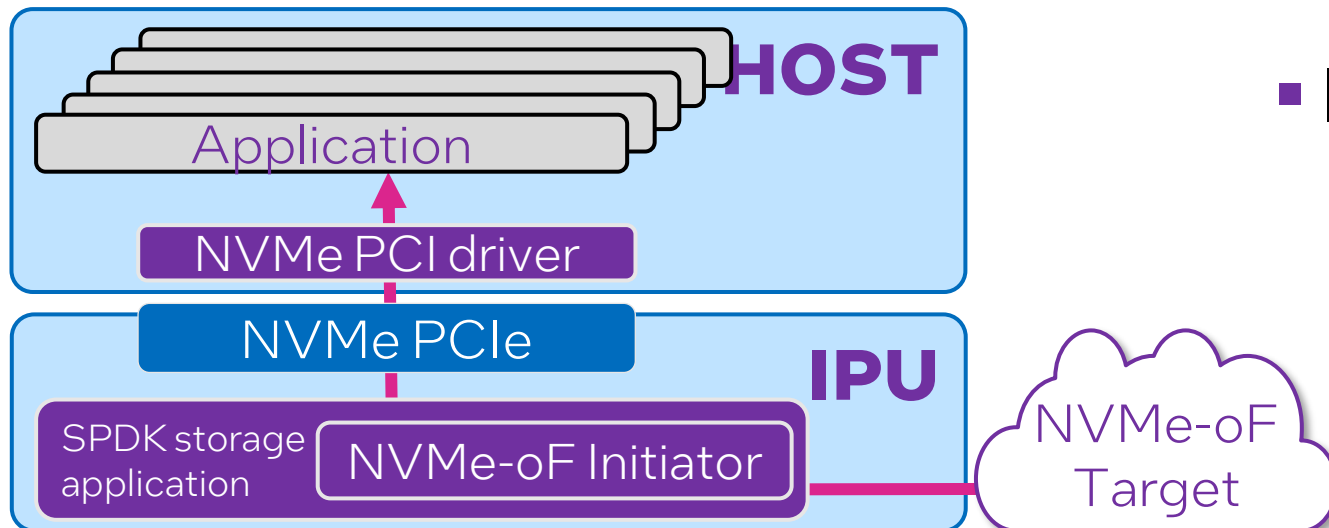 HOST
Application
NVMe PCI driver
NVMe PCIe
IPU
SPDK storage
application
NVMe-oF Initiator
NVMe-oF
Target